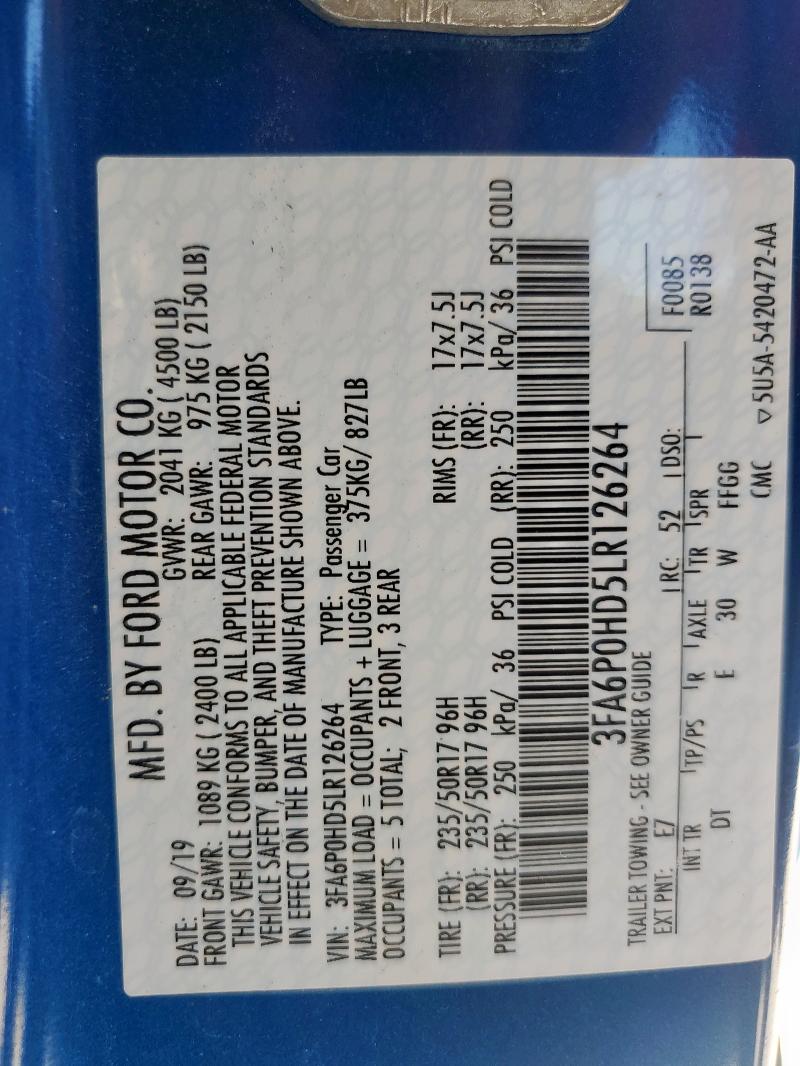 MFD. BY FORD MOTOR CO.
DATE: 09/19 GVWR: 2041 KG ( 4500 LB)
FRONT GAWR: 1089 KG ( 2400 LB) REAR GAWR: 975 KG ( 2150 LB)
THIS VEHICLE CONFORMS TO ALL APPLICABLE FEDERAL MOTOR
VEHICLE SAFETY, BUMPER, AND THEFT PREVENTION STANDARDS
IN EFFECT ON THE DATE OF MANUFACTURE SHOWN ABOVE.
VIN: 3FA6P0HD5LR126264 TYPE: Passenger Car
MAXIMUM LOAD = OCCUPANTS + LUGGAGE = 375KG/ 827LB
OCCUPANTS = 5 TOTAL; 2 FRONT, 3 REAR
TIRE (FR): 235/50R17 96H RIMS (FR): 17x7.5J
(RR): 235/50R17 96H (RR): 17x7.5J
PRESSURE (FR): 250 kPa/ 36 PSI COLD (RR): 250 kPa/ 36 PSI COLD
3FA6P0HD5LR126264
TRAILER TOWING - SEE OWNER GUIDE
EXT PNT: E7 RC: 52 DSO: F0085
INT TR TP/PS R AXLE TR SPR R0138
DT E 30 W FFGG
CMC ▽5U5A-5420472-AA